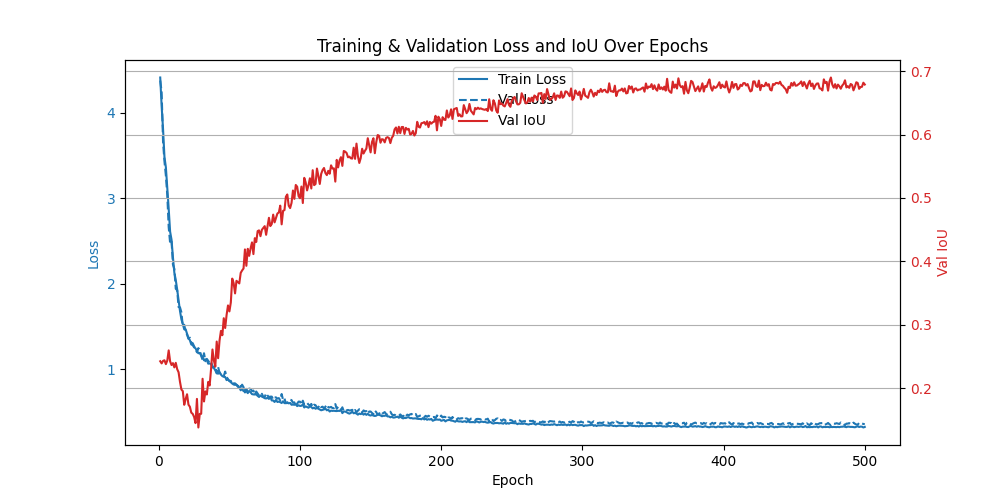 Training & Validation Loss and IoU Over Epochs
Train Loss
Val Loss
Val IoU
Loss
4
3
2
1
0.7
0.6
0.5
0.4
0.3
0.2
Val IoU
0 100 200 300 400 500
Epoch